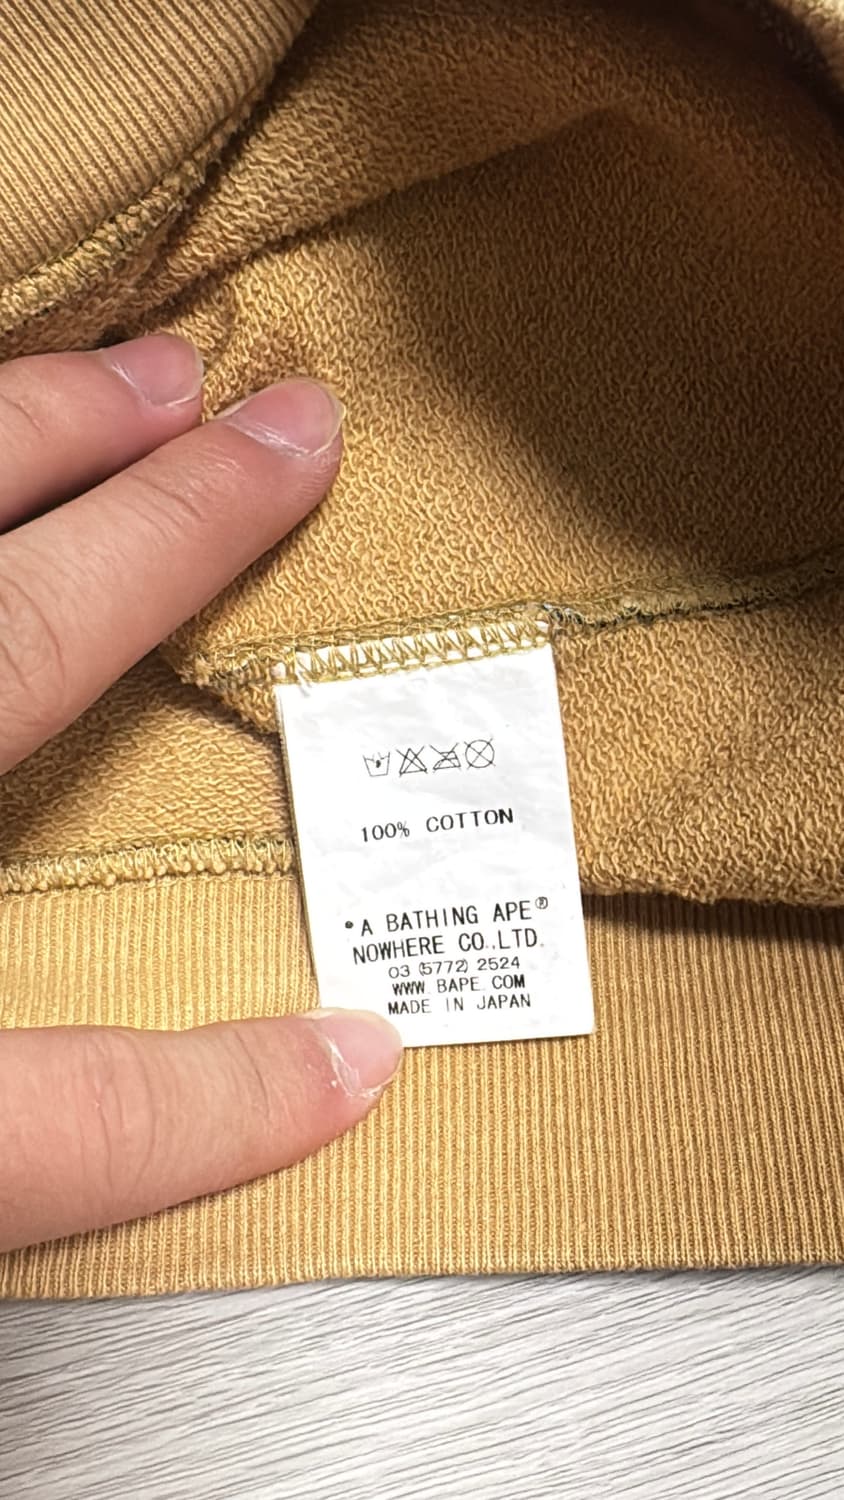 100% COTTON
•A BATHING APE®
NOWHERE CO.,LTD.
03 (5772) 2524
WWW. BAPE. COM
MADE IN JAPAN